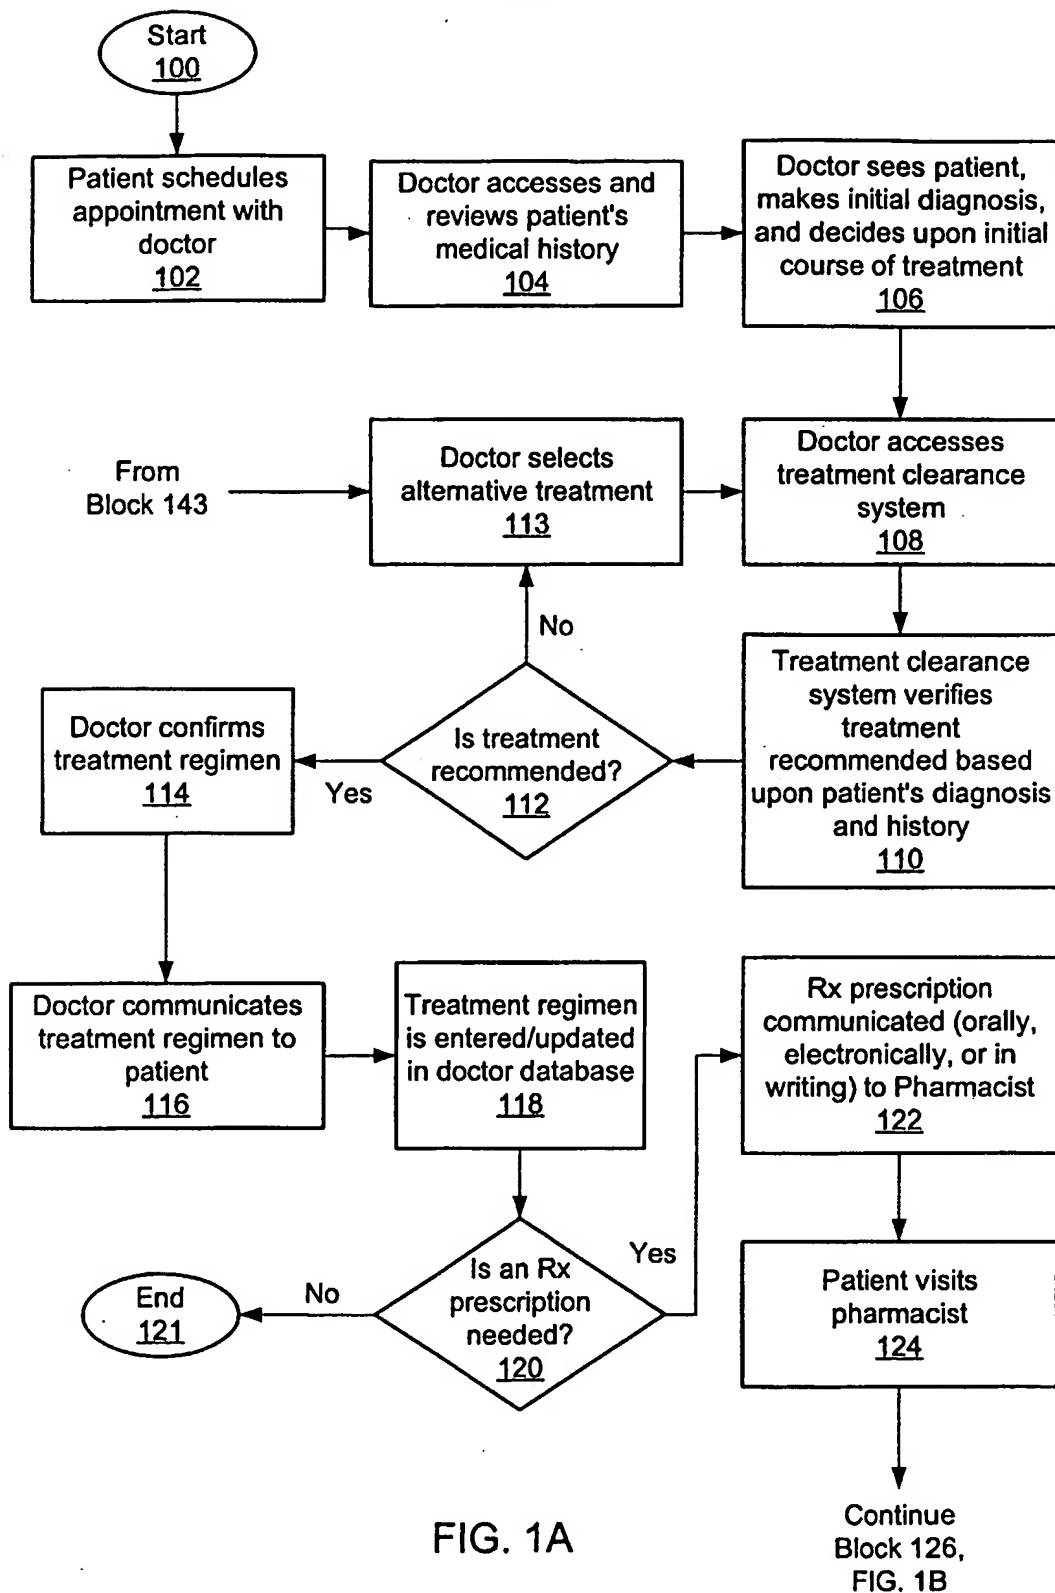 Start
100
Patient schedules
appointment with
doctor
102
Doctor accesses and
reviews patient's
medical history
104
Doctor sees patient,
makes initial diagnosis,
and decides upon initial
course of treatment
106
From
Block 143
Doctor selects
alternative treatment
113
Doctor accesses
treatment clearance
system
108
No
Treatment clearance
system verifies
treatment
recommended based
upon patient's diagnosis
and history
110
Is treatment
recommended?
112
Yes
Doctor confirms
treatment regimen
114
Doctor communicates
treatment regimen to
patient
116
Treatment regimen
is entered/updated
in doctor database
118
Rx prescription
communicated (orally,
electronically, or in
writing) to Pharmacist
122
Yes
Is an Rx
prescription
needed?
120
No
End
121
Patient visits
pharmacist
124
Continue
Block 126,
FIG. 1B
FIG. 1A